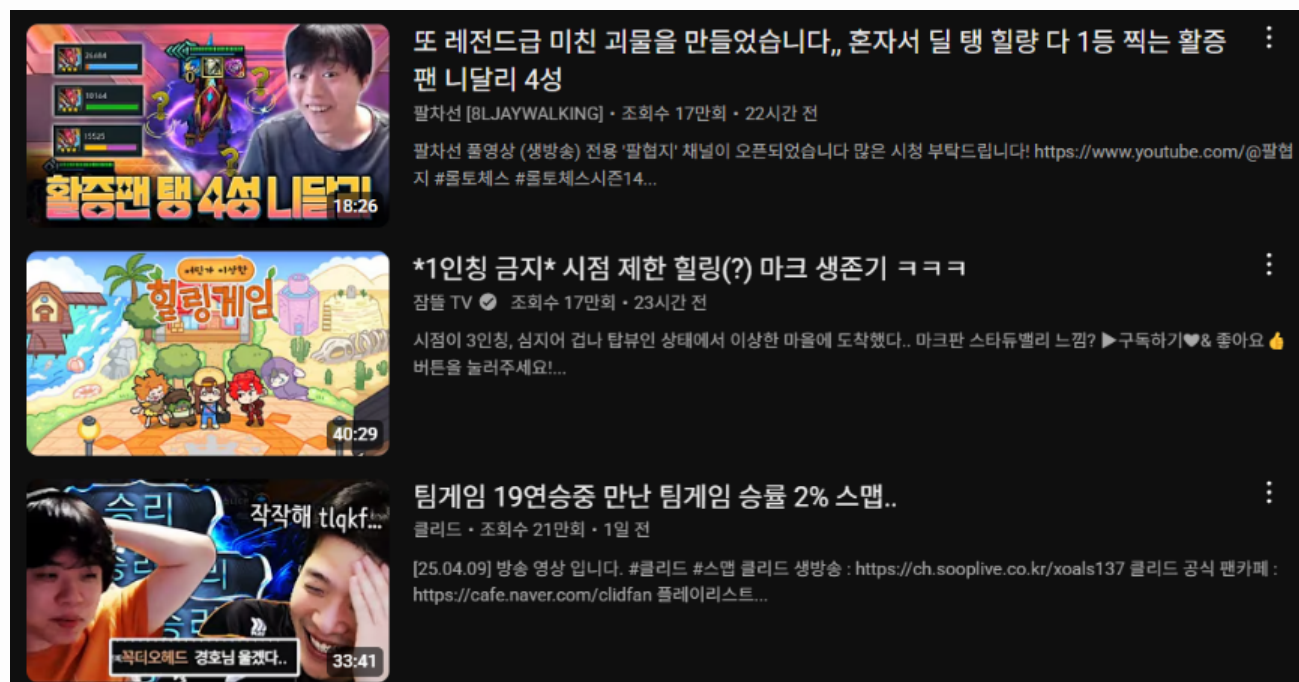 26484
또 레전드급 미친 괴물을 만들었습니다,, 혼자서 딜 탱 힐량 다 1등 찍는 활증
팬 니달리 4성
팔차선 [8LJAYWALKING] • 조회수 17만회 • 22시간 전
10164
15525
팔차선 풀영상 (생방송) 전용 '팔협지' 채널이 오픈되었습니다 많은 시청 부탁드립니다! https://www.youtube.com/@팔협
지 #롤토체스 #롤토체스시즌14...
활증팬 탱 4성 니달리
18:26
어딘가 이상한
힐링게임
*1인칭 금지* 시점 제한 힐링(?) 마크 생존기 ㅋㅋㅋ
잠뜰 TV 조회수 17만회 • 23시간 전
시점이 3인칭, 심지어 겁나 탑뷰인 상태에서 이상한 마을에 도착했다.. 마크판 스타듀밸리 느낌? ▶구독하기♥& 좋아요👍
버튼을 눌러주세요!...
40:29
승리
작작해 tlqkf...
팀게임 19연승중 만난 팀게임 승률 2% 스맵..
클리드 • 조회수 21만회 • 1일 전
[25.04.09] 방송 영상 입니다. #클리드 #스맵 클리드 생방송 : https://ch.sooplive.co.kr/xoals137 클리드 공식 팬카페 :
https://cafe.naver.com/clidfan 플레이리스트...
꼭더오헤드 경호님 울겠다..
33:41